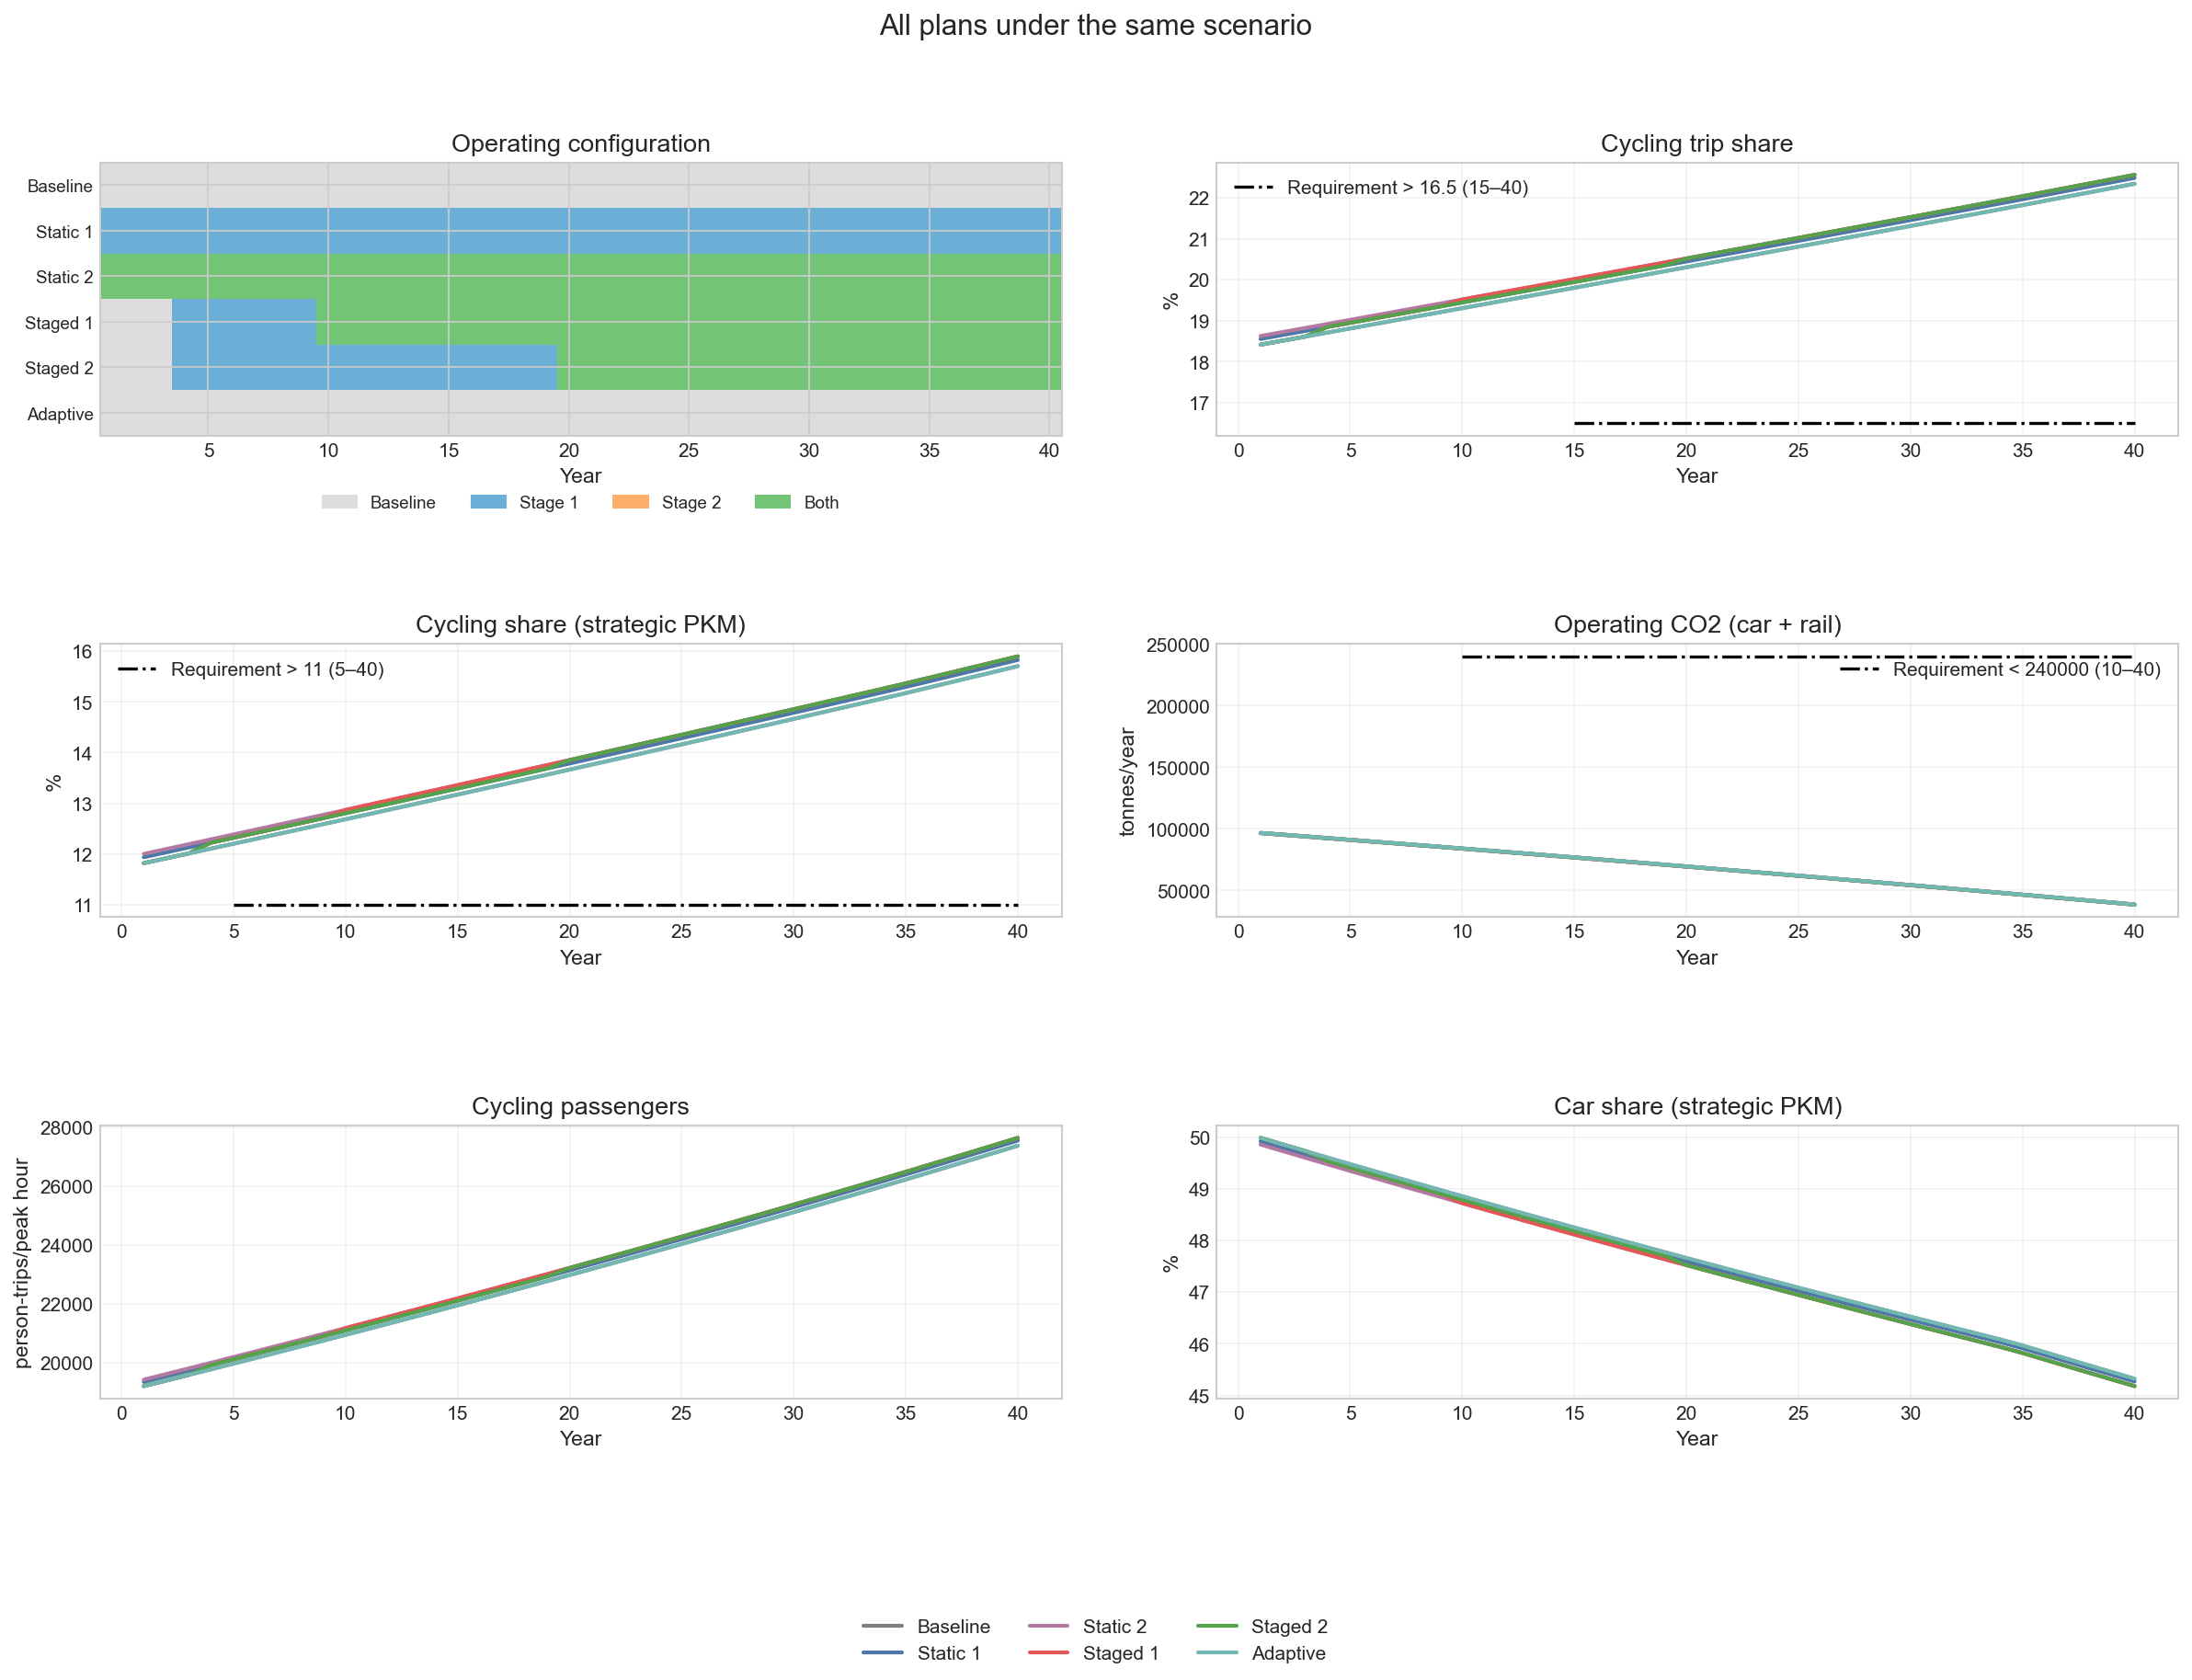 All plans under the same scenario
Operating configuration
Baseline
Static 1
Static 2
Staged 1
Staged 2
Adaptive
5 10 15 20 25 30 35 40
Year
Baseline Stage 1 Stage 2 Both
Cycling trip share
Requirement > 16.5 (15–40)
%
22
21
20
19
18
17
0 5 10 15 20 25 30 35 40
Year
Cycling share (strategic PKM)
Requirement > 11 (5–40)
%
16
15
14
13
12
11
0 5 10 15 20 25 30 35 40
Year
Operating CO2 (car + rail)
Requirement < 240000 (10–40)
tonnes/year
250000
200000
150000
100000
50000
0 5 10 15 20 25 30 35 40
Year
Cycling passengers
person-trips/peak hour
28000
26000
24000
22000
20000
0 5 10 15 20 25 30 35 40
Year
Car share (strategic PKM)
%
50
49
48
47
46
45
0 5 10 15 20 25 30 35 40
Year
Baseline Static 2 Staged 2
Static 1 Staged 1 Adaptive